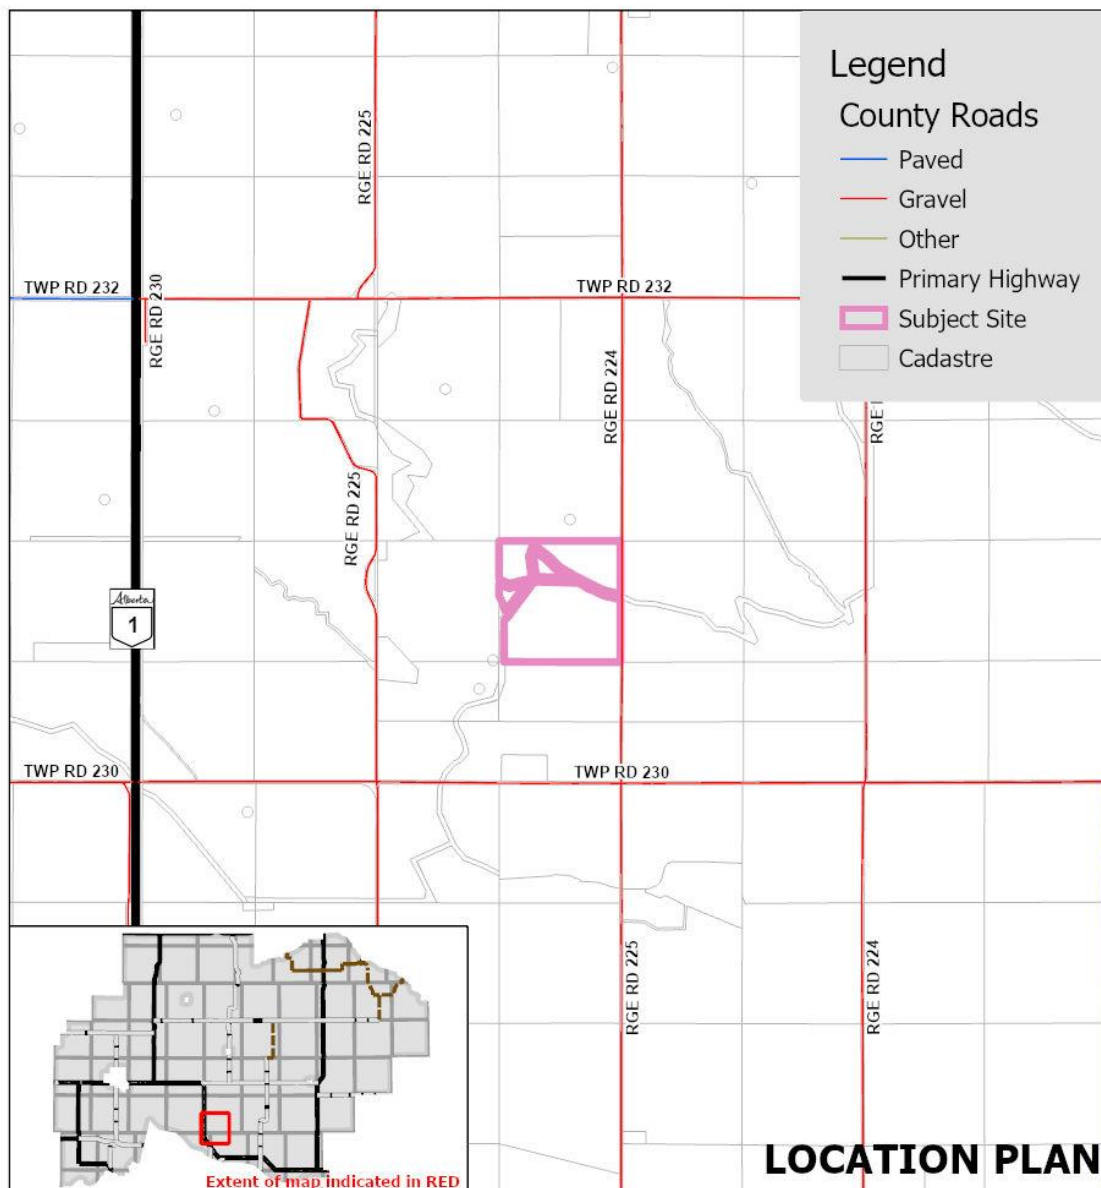 Legend
County Roads
Paved
Gravel
Other
Primary Highway
Subject Site
Cadastre
RGE RD 225
TWP RD 232
RGE RD 230
TWP RD 232
RGE RD 224
RGE
RGE RD 225
Alberta
1
TWP RD 230
TWP RD 230
RGE RD 225
RGE RD 224
LOCATION PLAN
Extent of map indicated in RED